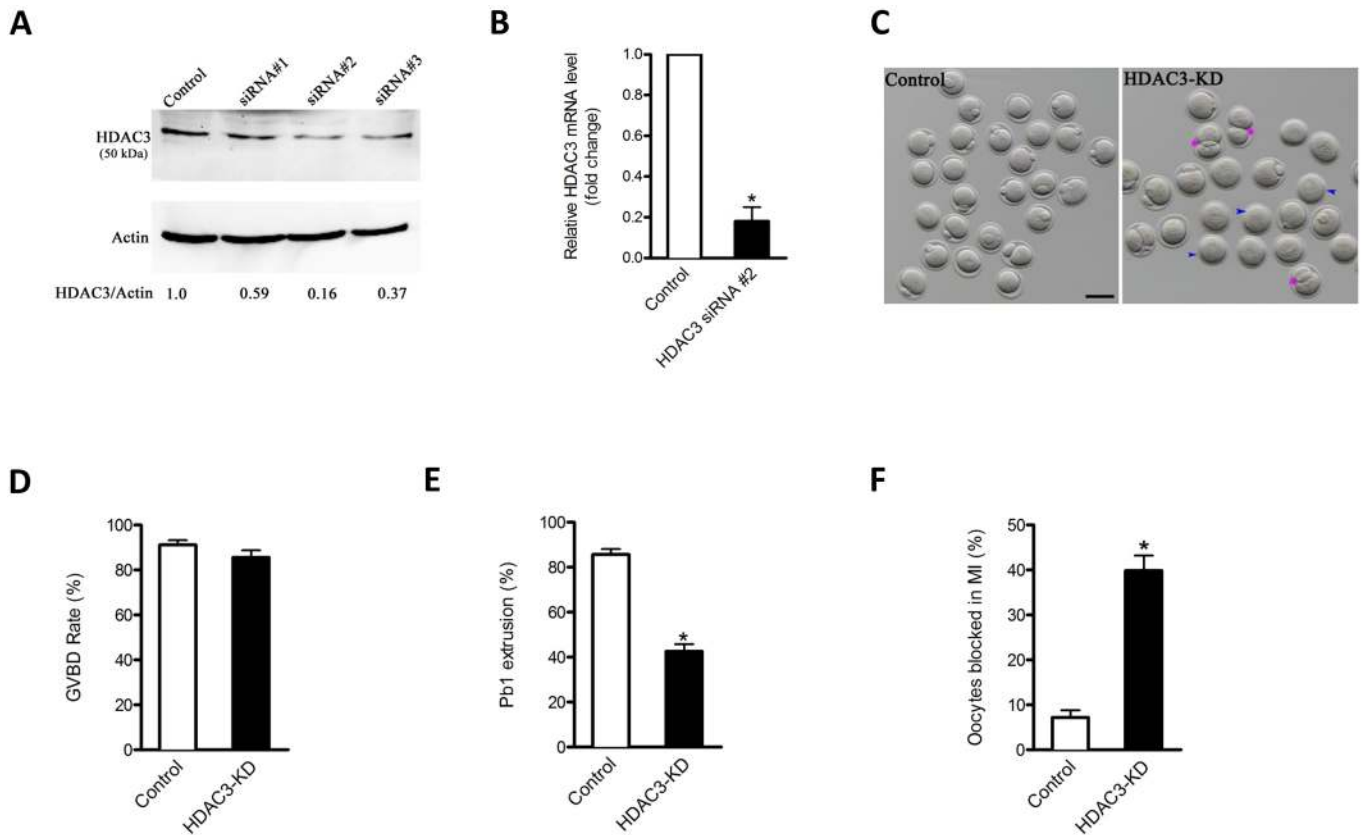 A
Control
siRNA#1
siRNA#2
siRNA#3
HDAC3
(50 kDa)
Actin
HDAC3/Actin 1.0 0.59 0.16 0.37
B
Relative HDAC3 mRNA level
(fold change)
1.0
0.8
0.6
0.4
0.2
0.0
*
Control
HDAC3 siRNA #2
C
Control
HDAC3-KD
D
GVBD Rate (%)
100
80
60
40
20
0
Control
HDAC3-KD
E
Pb1 extrusion (%)
100
80
60
40
20
0
*
Control
HDAC3-KD
F
Oocytes blocked in MI (%)
50
40
30
20
10
0
*
Control
HDAC3-KD